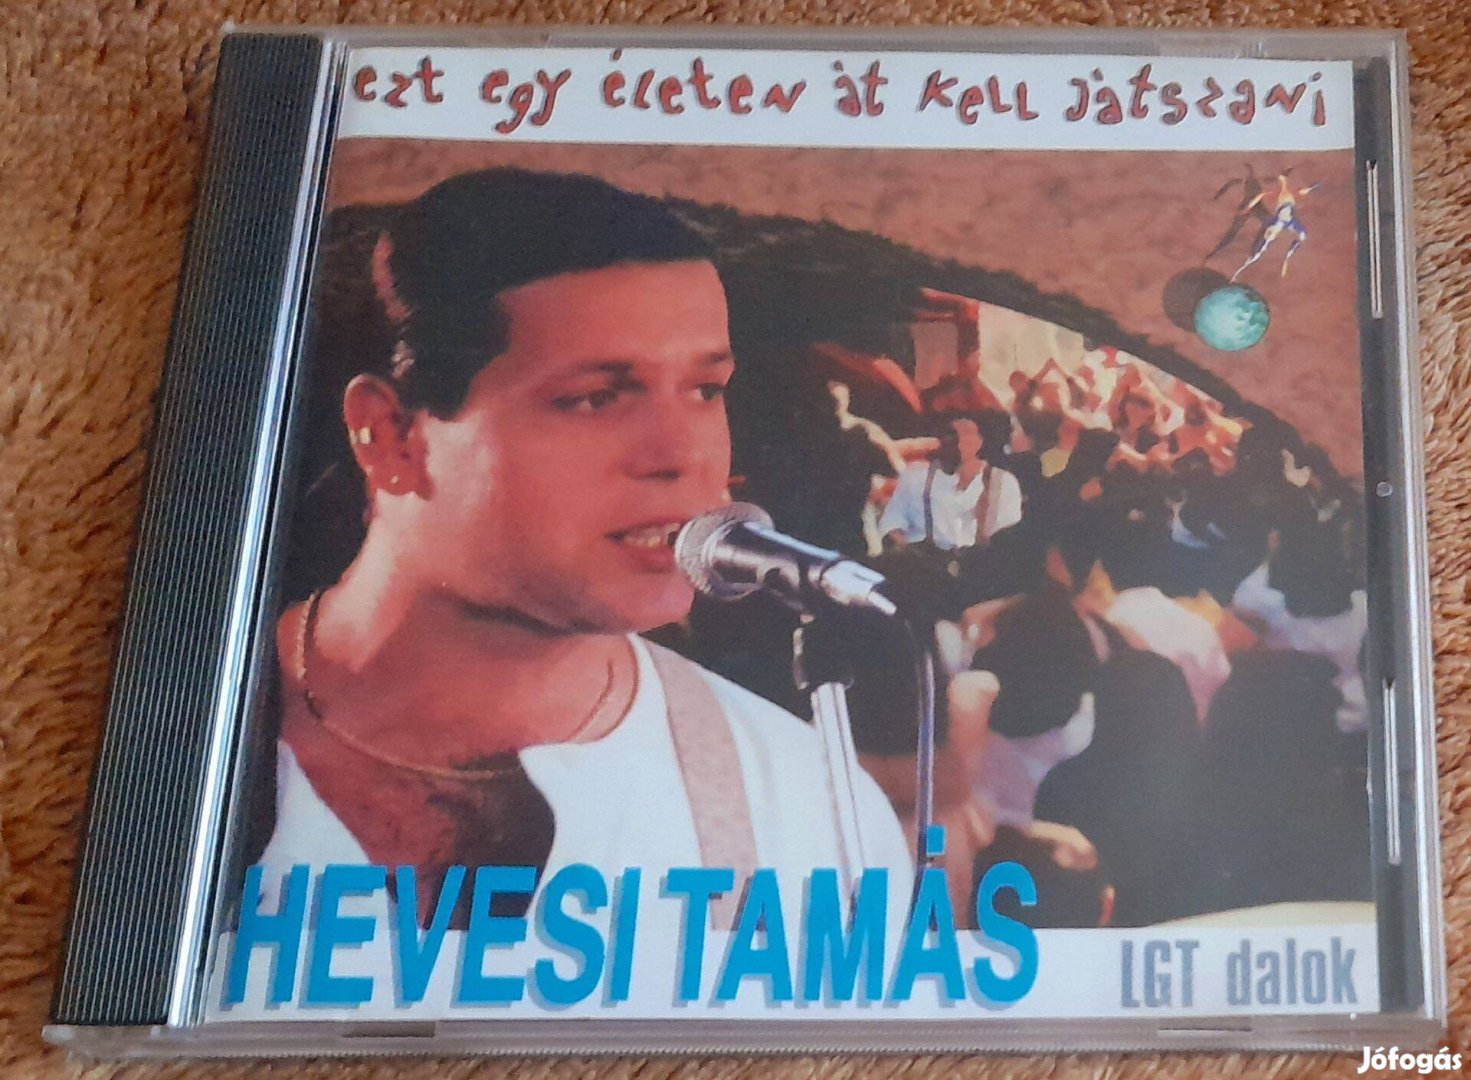 ezt egy életen át kell játszani
HEVESI TAMÁS
LGT dalok
Jófogás